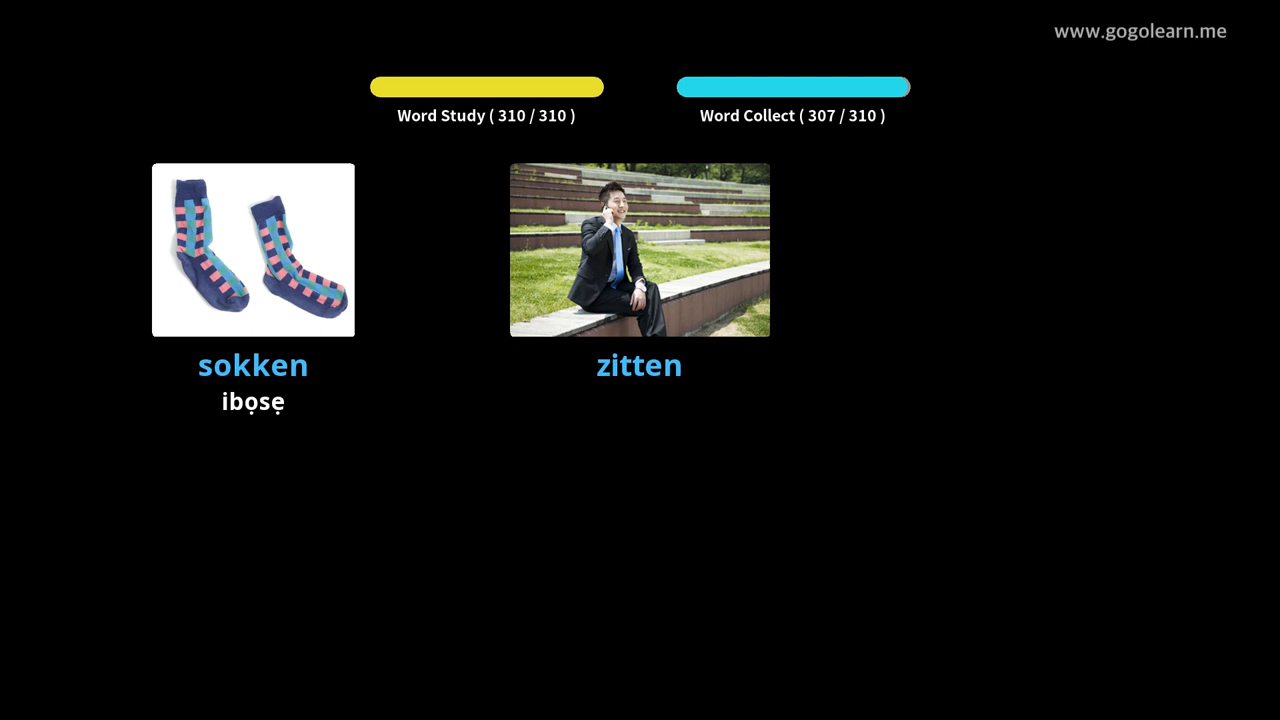 www.gogolearn.me
Word Study ( 310 / 310 )
Word Collect ( 307 / 310 )
sokken
ibọsẹ
zitten